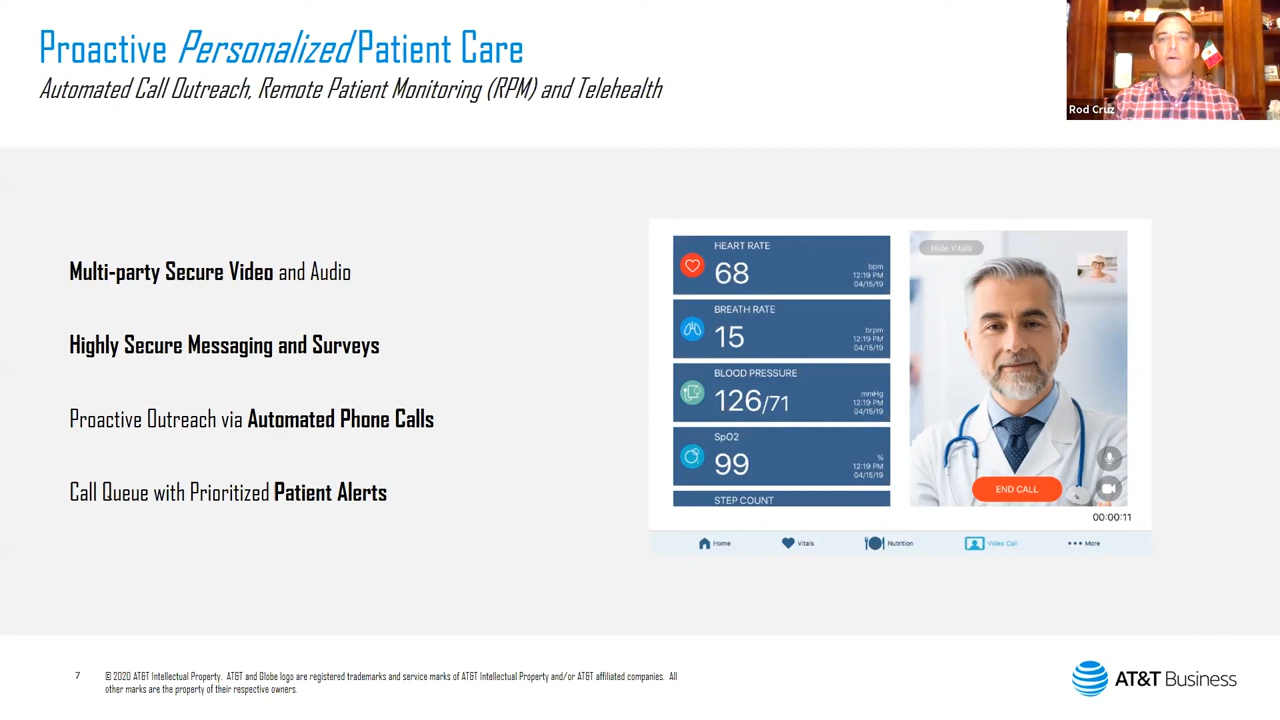 Proactive Personalized Patient Care
Automated Call Outreach, Remote Patient Monitoring (RPM) and Telehealth
Rod Cruz
Multi-party Secure Video and Audio
Highly Secure Messaging and Surveys
Proactive Outreach via Automated Phone Calls
Call Queue with Prioritized Patient Alerts
HEART RATE
68
bpm
12:19 PM
04/15/19
BREATH RATE
15
brpm
12:19 PM
04/15/19
BLOOD PRESSURE
126/71
mmHg
12:19 PM
04/15/19
SpO2
99
%
12:19 PM
04/15/19
STEP COUNT
Hide Vitals
END CALL
00:00:11
Home
Vitals
Nutrition
Video Call
More
7
© 2020 AT&T Intellectual Property. AT&T and Globe logo are registered trademarks and service marks of AT&T Intellectual Property and/or AT&T affiliated companies. All
other marks are the property of their respective owners.
AT&T Business